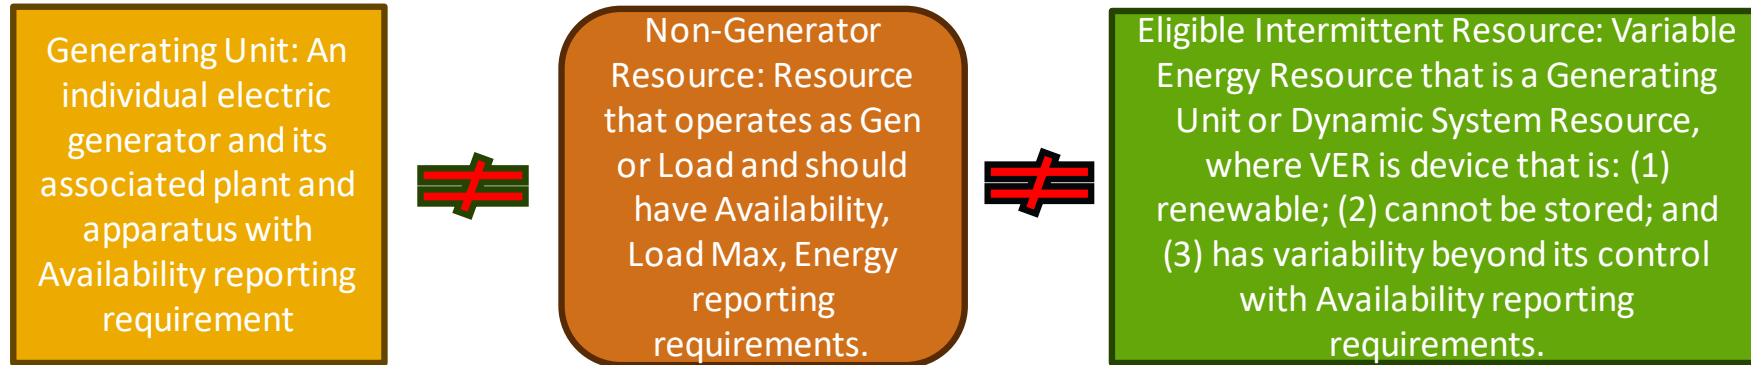 Generating Unit: An
individual electric
generator and its
associated plant and
apparatus with
Availability reporting
requirement
≠
Non-Generator
Resource: Resource
that operates as Gen
or Load and should
have Availability,
Load Max, Energy
reporting
requirements.
≠
Eligible Intermittent Resource: Variable
Energy Resource that is a Generating
Unit or Dynamic System Resource,
where VER is device that is: (1)
renewable; (2) cannot be stored; and
(3) has variability beyond its control
with Availability reporting
requirements.